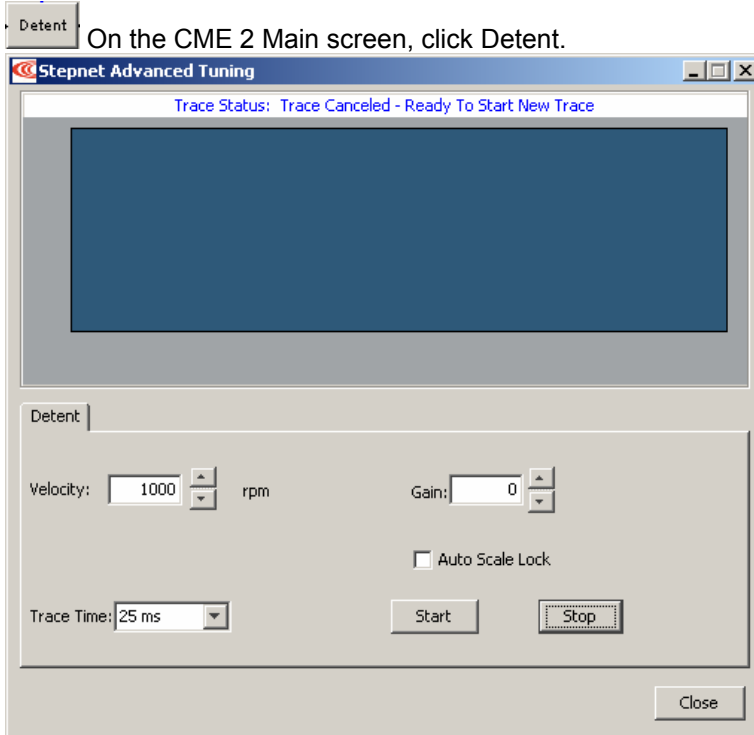 Detent On the CME 2 Main screen, click Detent.
Stepnet Advanced Tuning
Trace Status: Trace Canceled - Ready To Start New Trace
Detent
Velocity: 1000 rpm Gain: 0
Auto Scale Lock
Trace Time: 25 ms Start Stop
Close